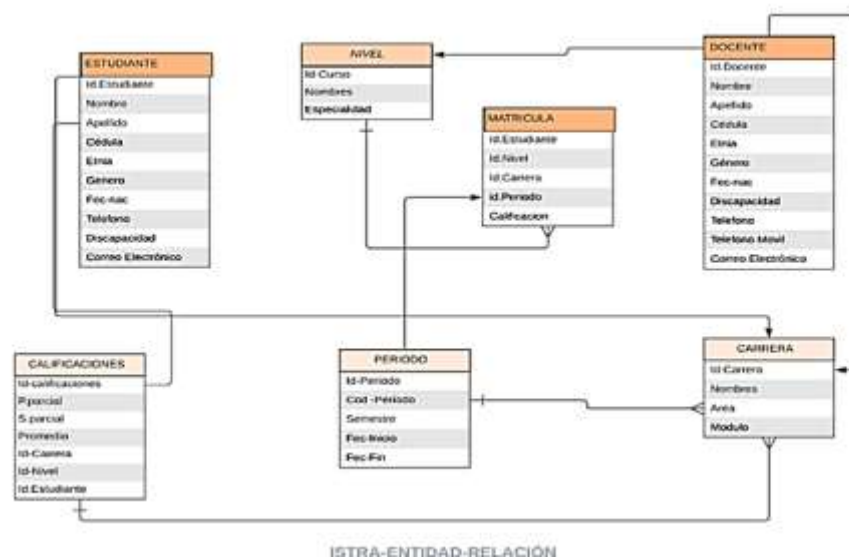 ESTUDIANTE
Id.Estudiante
Nombre
Apellido
Cédula
Etnia
Género
Fec-nac
Telefono
Discapacidad
Correo Electrónico
NIVEL
Id-Curso
Nombres
Especialidad
MATRICULA
Id.Estudiante
Id.Nivel
Id.Carrera
id.Periodo
Calificacion
DOCENTE
Id.Docente
Nombre
Apellido
Cédula
Etnia
Género
Fec-nac
Discapacidad
Telefono
Telefono Movil
Correo Electrónico
CALIFICACIONES
Id-calificaciones
P.parcial
S.parcial
Promedio
Id-Carrera
Id-Nivel
Id.Estudiante
PERIODO
Id-Periodo
Cod -Periodo
Semestre
Fec-Inicio
Fec-Fin
CARRERA
Id.Carrera
Nombres
Area
Modulo
ISTRA-ENTIDAD-RELACIÓN